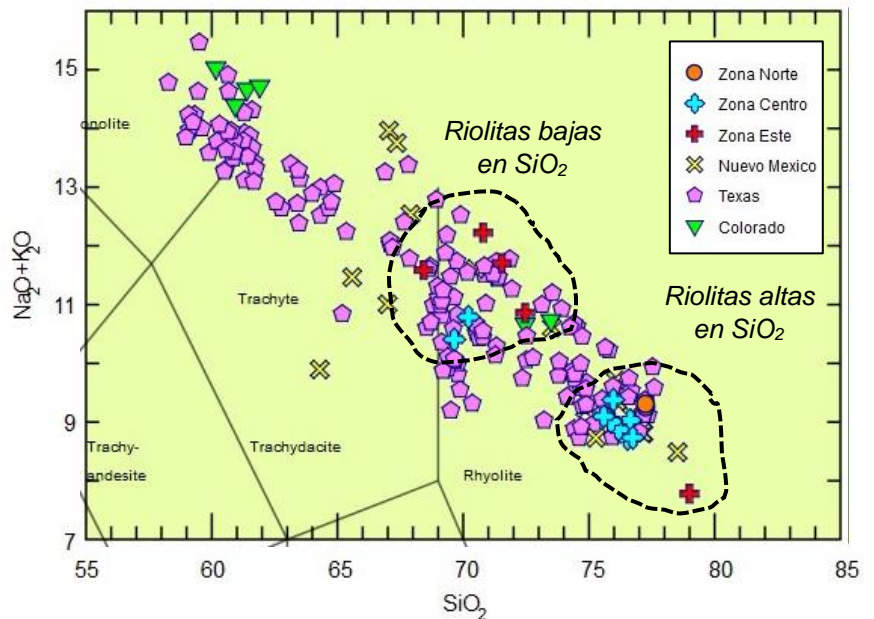 15
13
11
9
7
55
60
65
70
75
80
85
Na₂O+K₂O
SiO₂
onolite
Trachyte
Trachy-
andesite
Trachydacite
Rhyolite
Riolitas bajas
en SiO₂
Riolitas altas
en SiO₂
Zona Norte
Zona Centro
Zona Este
Nuevo Mexico
Texas
Colorado